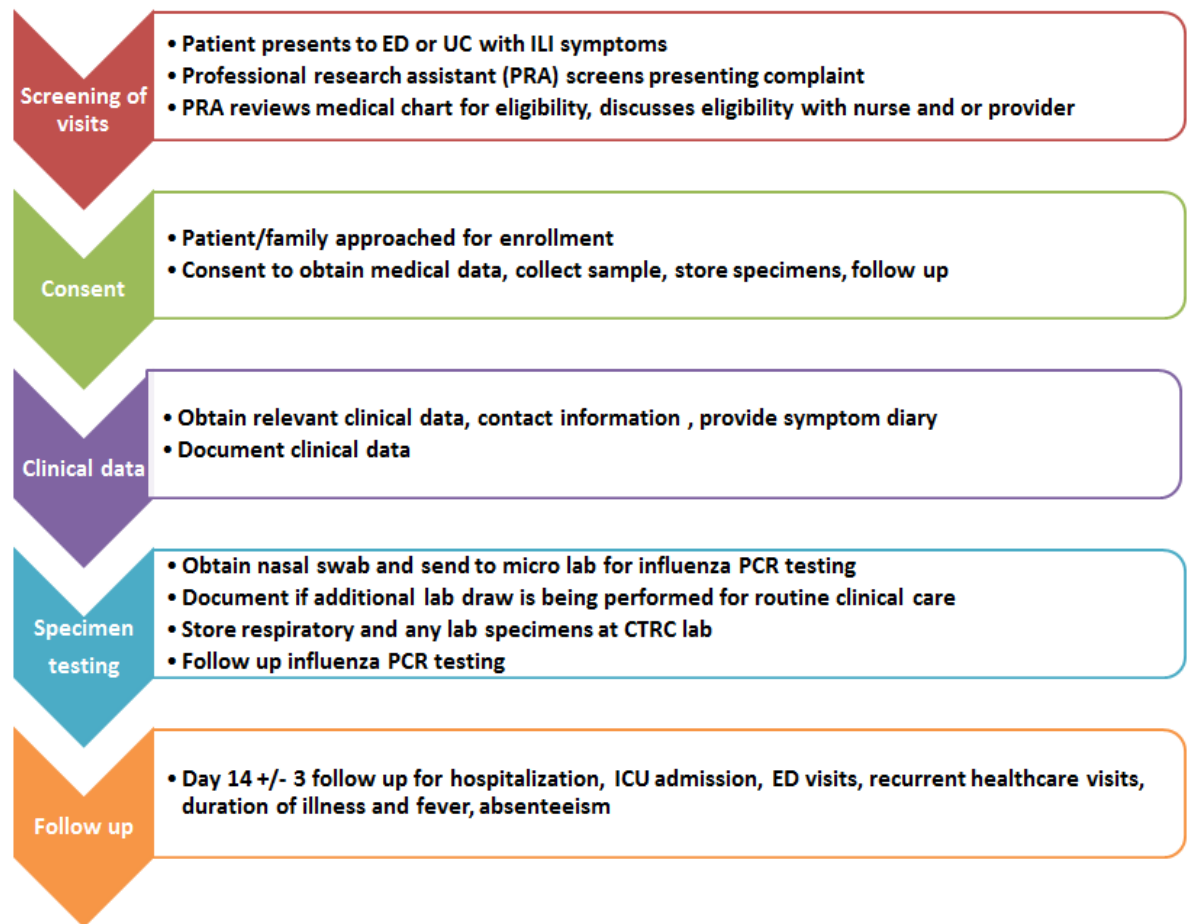 Screening of
visits
• Patient presents to ED or UC with ILI symptoms
• Professional research assistant (PRA) screens presenting complaint
• PRA reviews medical chart for eligibility, discusses eligibility with nurse and or provider
Consent
• Patient/family approached for enrollment
• Consent to obtain medical data, collect sample, store specimens, follow up
Clinical data
• Obtain relevant clinical data, contact information , provide symptom diary
• Document clinical data
Specimen
testing
• Obtain nasal swab and send to micro lab for influenza PCR testing
• Document if additional lab draw is being performed for routine clinical care
• Store respiratory and any lab specimens at CTRC lab
• Follow up influenza PCR testing
Follow up
• Day 14 +/- 3 follow up for hospitalization, ICU admission, ED visits, recurrent healthcare visits,
duration of illness and fever, absenteeism